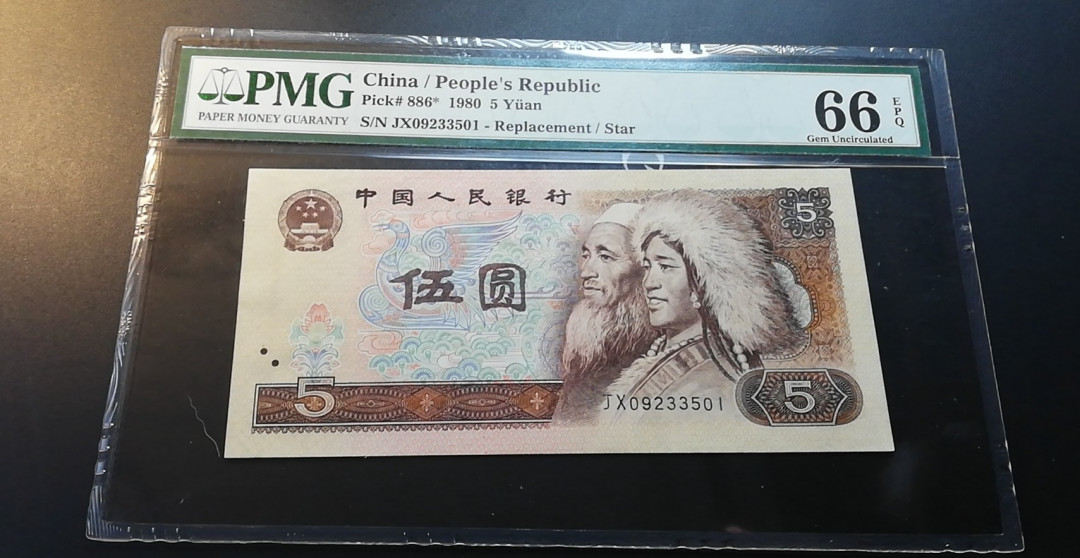 PMG
PAPER MONEY GUARANTY
China / People's Republic
Pick# 886* 1980 5 Yüan
S/N JX09233501 - Replacement / Star
66
EPQ
Gem Uncirculated
中国人民银行
5
伍圆
5
JX09233501
5